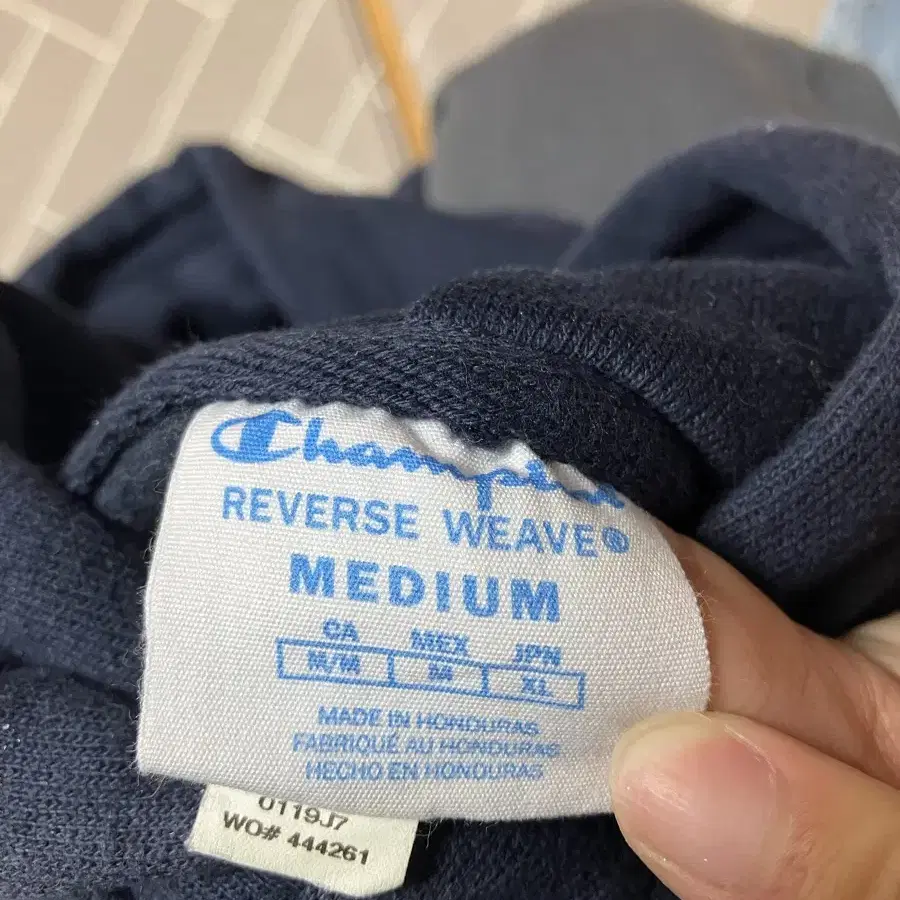 Champion
REVERSE WEAVE®
MEDIUM
CA MEX JPN
M/M M XL
MADE IN HONDURAS
FABRIQUÉ AU HONDURAS
HECHO EN HONDURAS
0119J7
WO# 444261